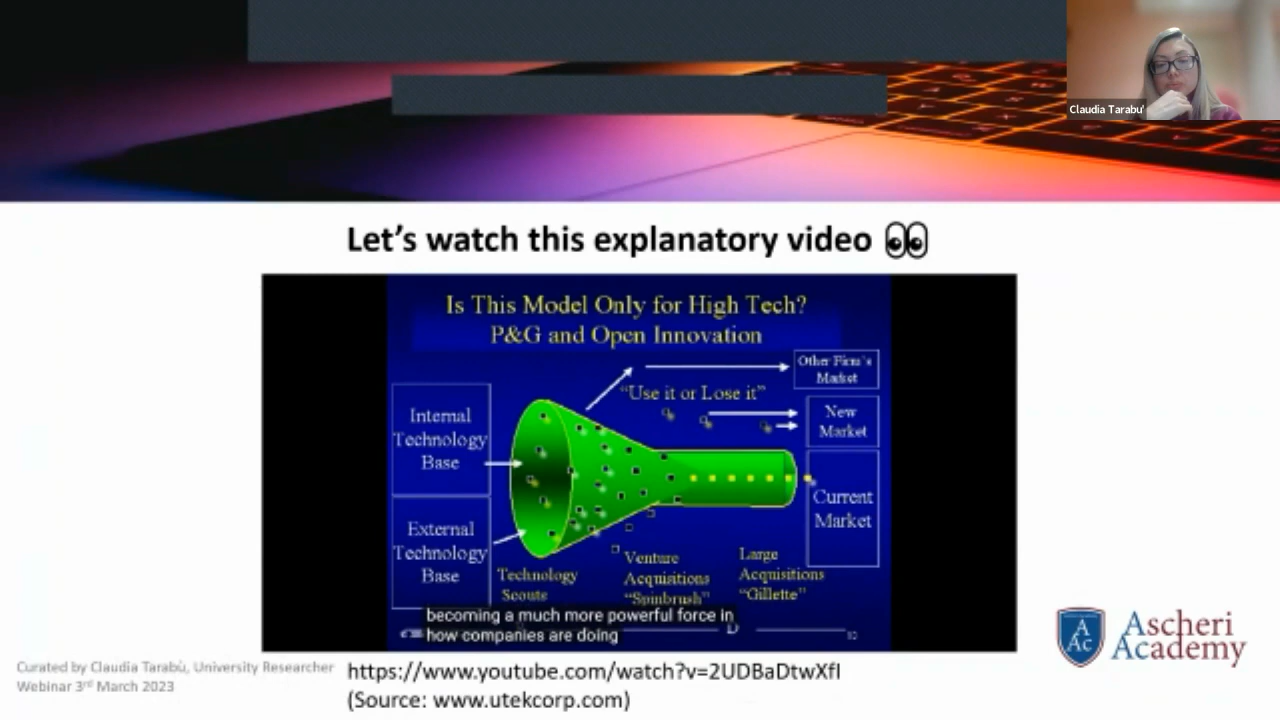 Claudia Tarabu'
Let's watch this explanatory video 👀
Is This Model Only for High Tech?
P&G and Open Innovation
Other Firm's
Market
"Use it or Lose it"
New
Market
Internal
Technology
Base
Current
Market
External
Technology
Base
Technology
Scouts
Venture
Acquisitions
"Spinbrush"
Large
Acquisitions
"Gillette"
becoming a much more powerful force in
how companies are doing
10
A
Ac
Ascheri
Academy
Curated by Claudia Tarabù, University Researcher
Webinar 3rd March 2023
https://www.youtube.com/watch?v=2UDBaDtwXfI
(Source: www.utekcorp.com)